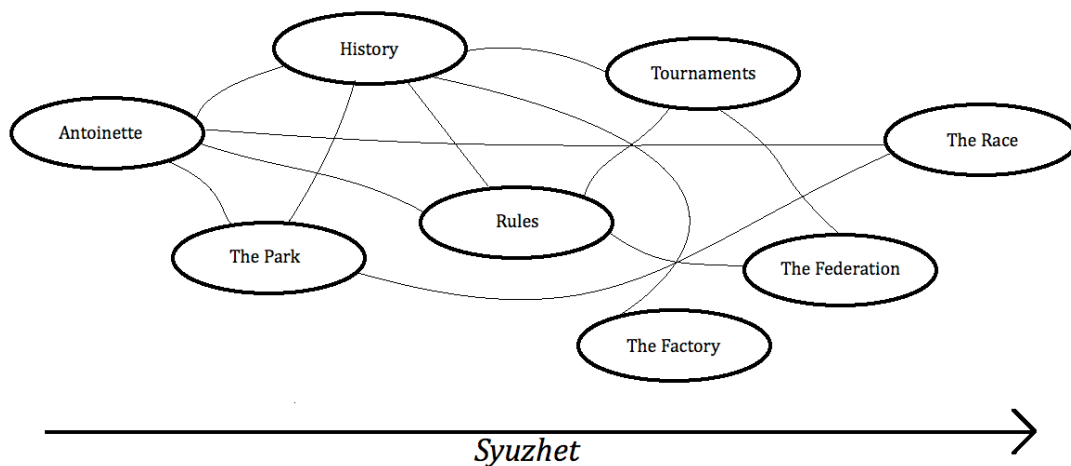 History
Tournaments
Antoinette
The Race
Rules
The Park
The Federation
The Factory
Syuzhet